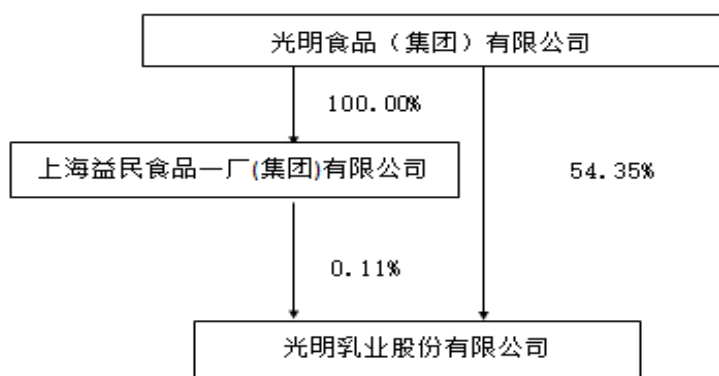 光明食品（集团）有限公司
100.00%
上海益民食品一厂(集团)有限公司
54.35%
0.11%
光明乳业股份有限公司